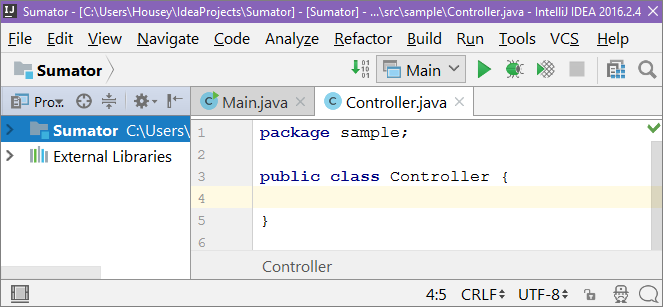 Sumator - [C:\Users\Housey\IdeaProjects\Sumator] - [Sumator] - ...\src\sample\Controller.java - IntelliJ IDEA 2016.2.4
File Edit View Navigate Code Analyze Refactor Build Run Tools VCS Window Help
Sumator Main
Pro... Main.java Controller.java
Sumator C:\Users\
External Libraries
1 package sample;
2
3 public class Controller {
4
5 }
6
Controller
4:5 CRLF UTF-8